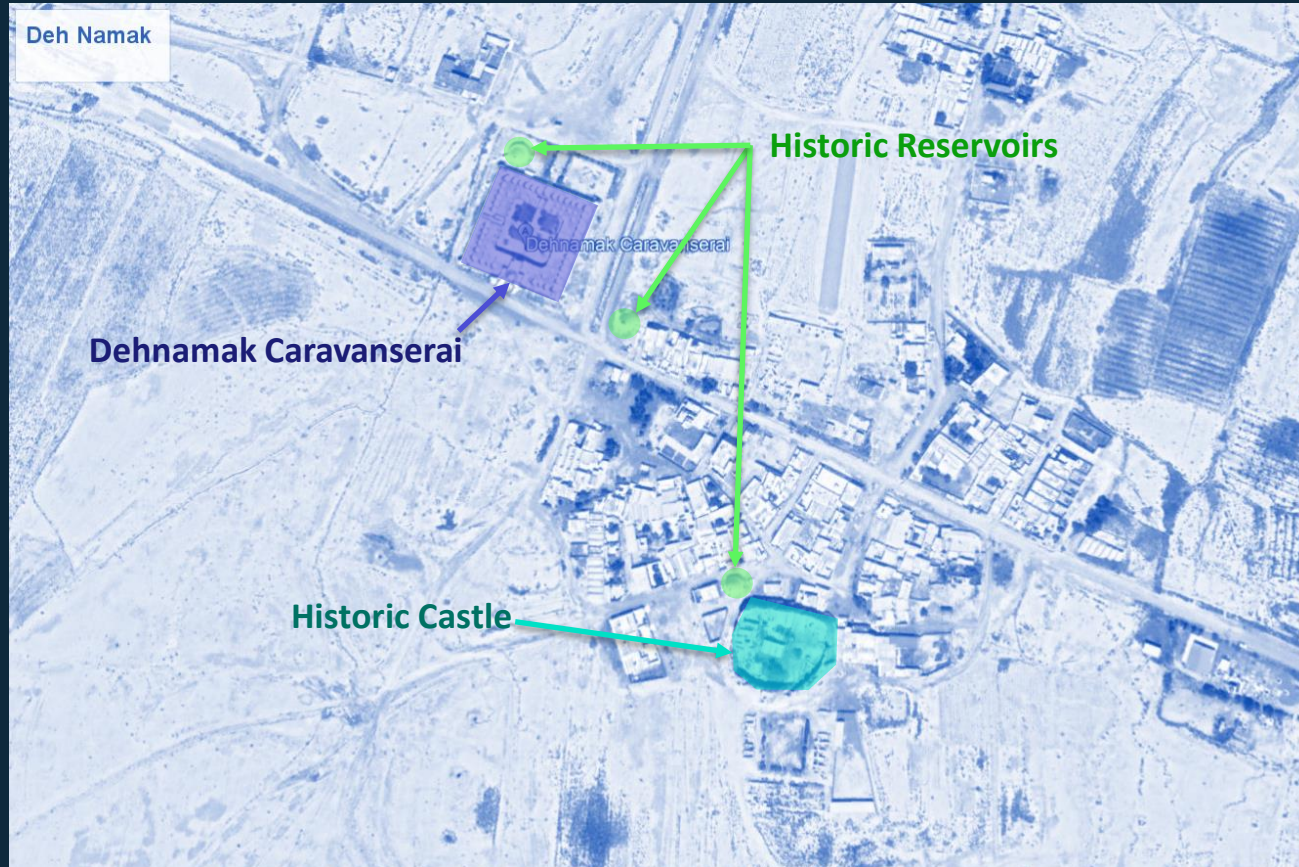 Deh Namak
Historic Reservoirs
Dehnamak Caravanserai
Dehnamak Caravanserai
Historic Castle